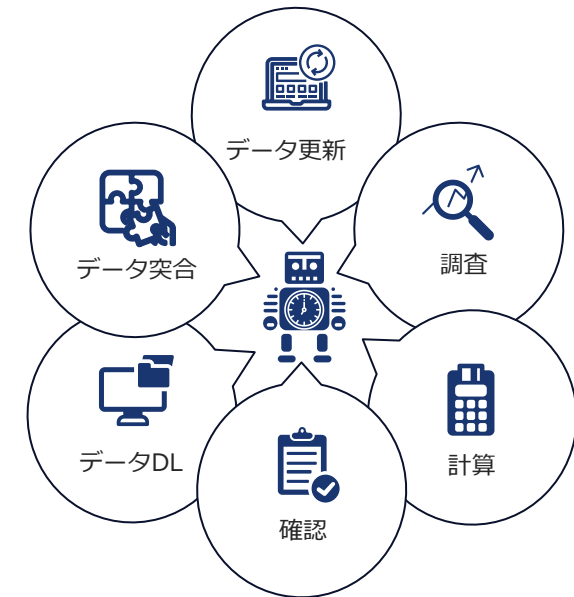 データ更新
データ突合
調査
データDL
計算
確認